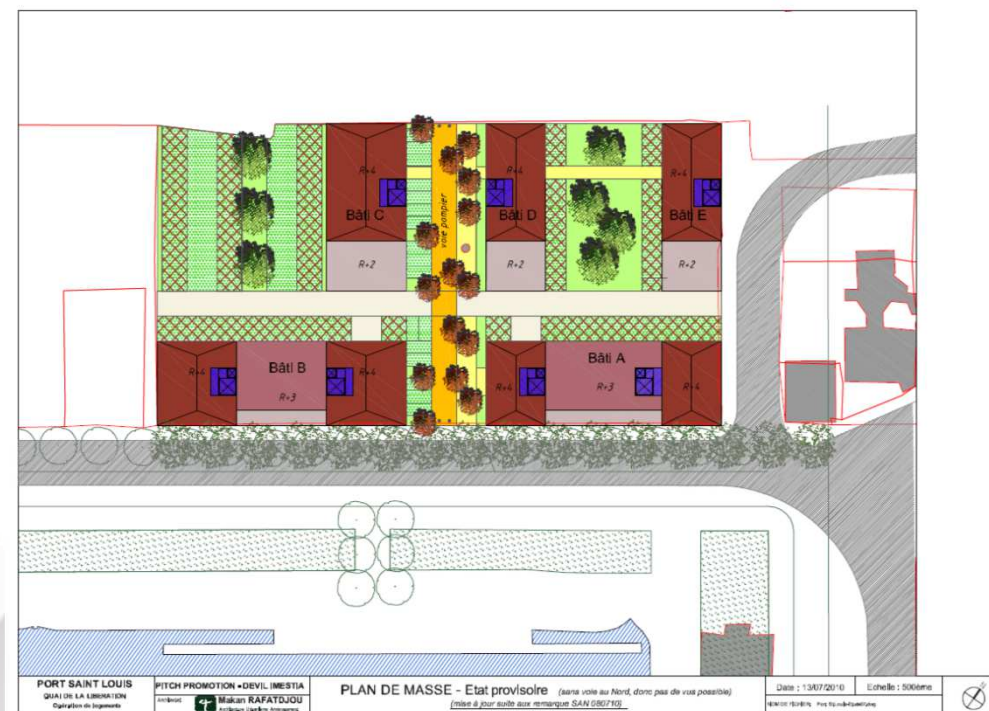 R+4
R+4
R+4
Bâti C
Bâti D
Bâti E
voie pompier
R+2
R+2
R+2
Bâti B
Bâti A
R+4
R+4
R+4
R+4
R+3
R+3
PORT SAINT LOUIS
QUAI DE LA LIBERATION
Opération de logements
PITCH PROMOTION • DEVIL IMESTIA
Makan RAFATDJOU
PLAN DE MASSE - Etat provisoire (sans voie au Nord, donc pas de vus possible)
(mise à jour suite aux remarque SAN 080710)
Date : 13/07/2010
Echelle : 500ème